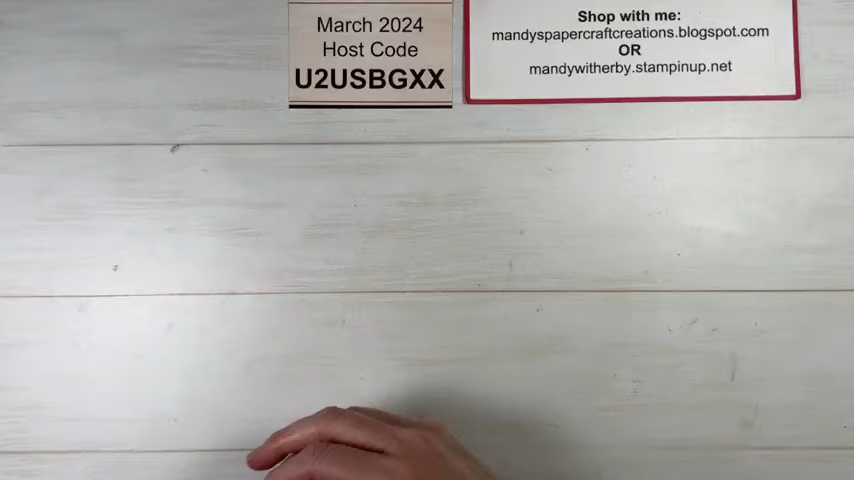 March 2024
Host Code
U2USBGXX
Shop with me:
mandyspapercraftcreations.blogspot.com
OR
mandywitherby.stampinup.net